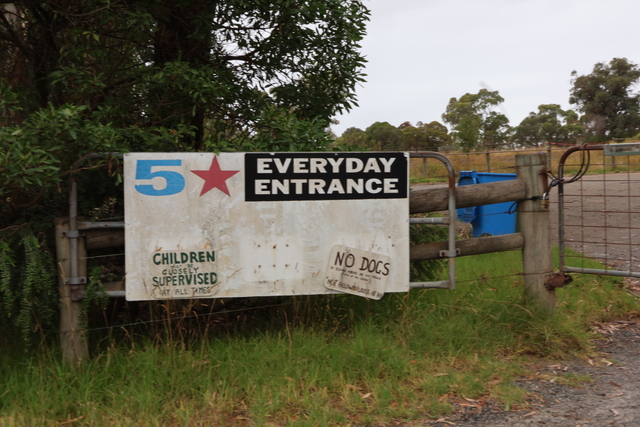 5 ★ EVERYDAY
ENTRANCE
CHILDREN
CLOSELY
SUPERVISED
AT ALL TIMES
NO DOGS